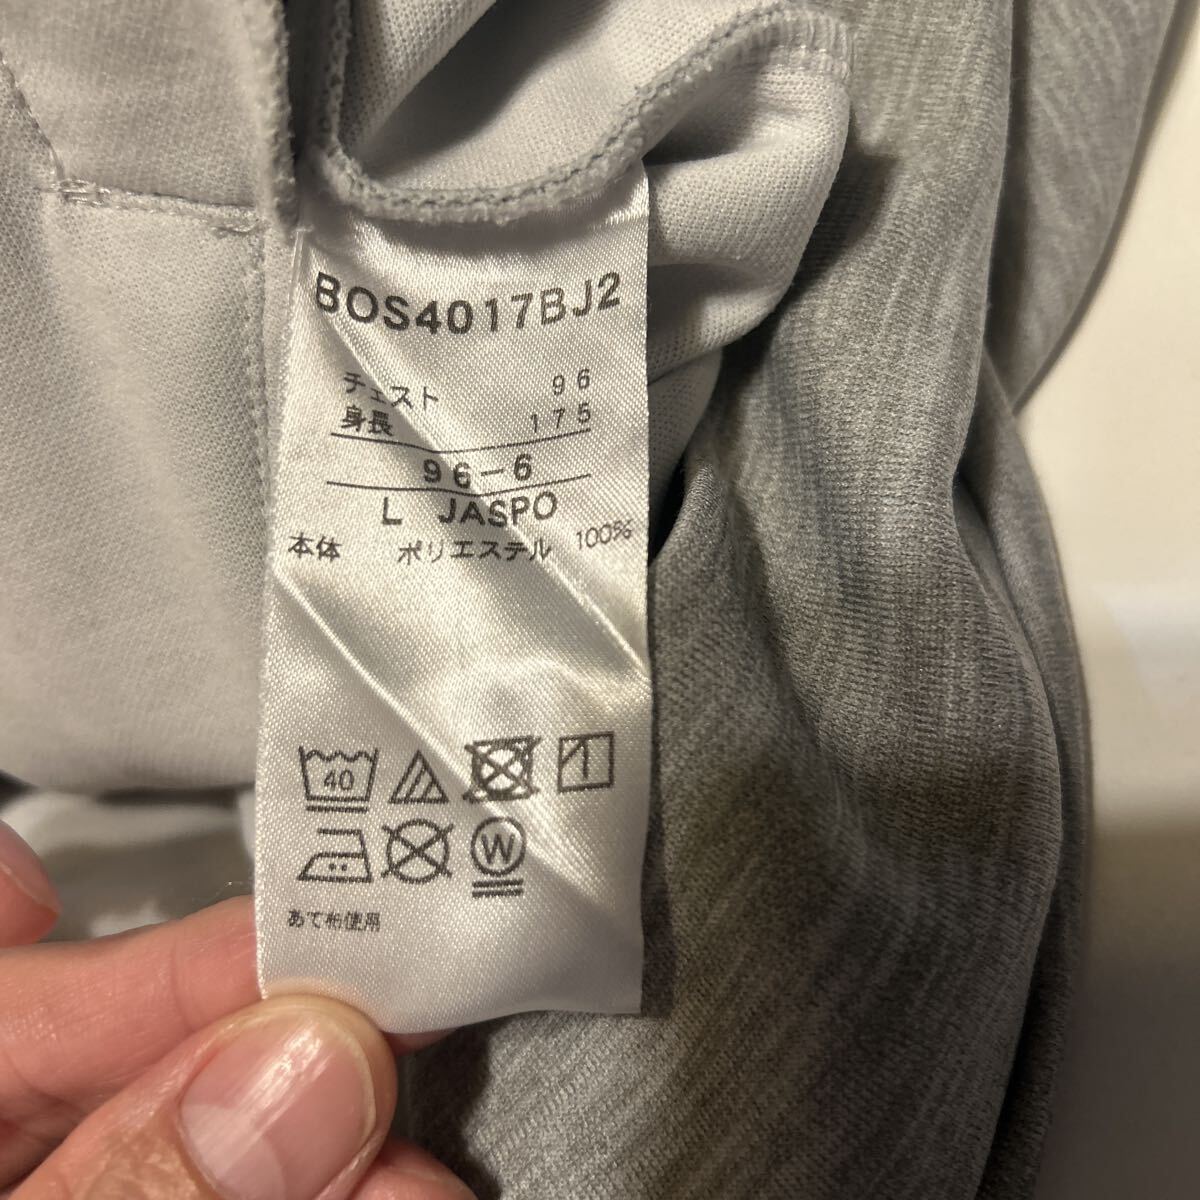 BOS4017BJ2
チェスト 96
身長 175
96-6
L JASPO
本体 ポリエステル 100%
40
W
あて布使用